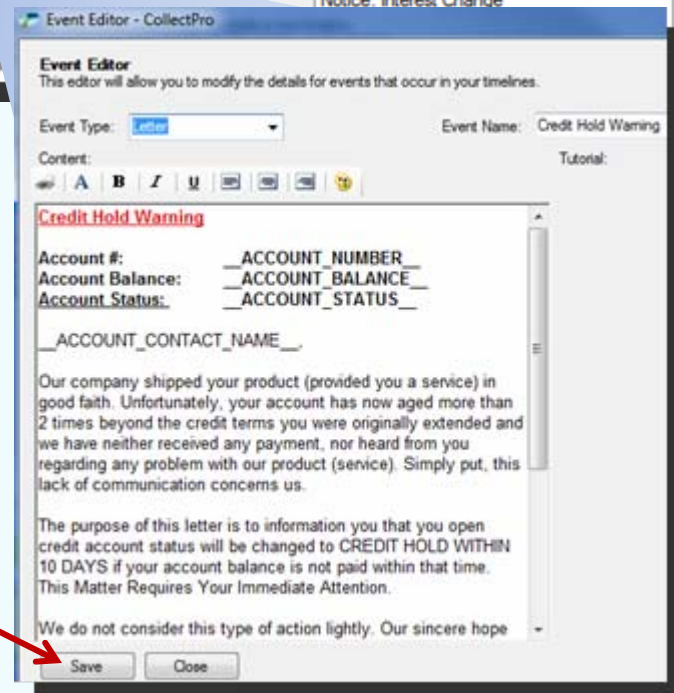 Notice: Interest Change
Event Editor - CollectPro
Event Editor
This editor will allow you to modify the details for events that occur in your timelines.
Event Type: Letter Event Name: Credit Hold Warning
Content: Tutorial:
A B I U
Credit Hold Warning
Account #: __ACCOUNT_NUMBER__
Account Balance: __ACCOUNT_BALANCE__
Account Status: __ACCOUNT_STATUS__
__ACCOUNT_CONTACT_NAME__,
Our company shipped your product (provided you a service) in
good faith. Unfortunately, your account has now aged more than
2 times beyond the credit terms you were originally extended and
we have neither received any payment, nor heard from you
regarding any problem with our product (service). Simply put, this
lack of communication concerns us.
The purpose of this letter is to information you that you open
credit account status will be changed to CREDIT HOLD WITHIN
10 DAYS if your account balance is not paid within that time.
This Matter Requires Your Immediate Attention.
We do not consider this type of action lightly. Our sincere hope
Save Close